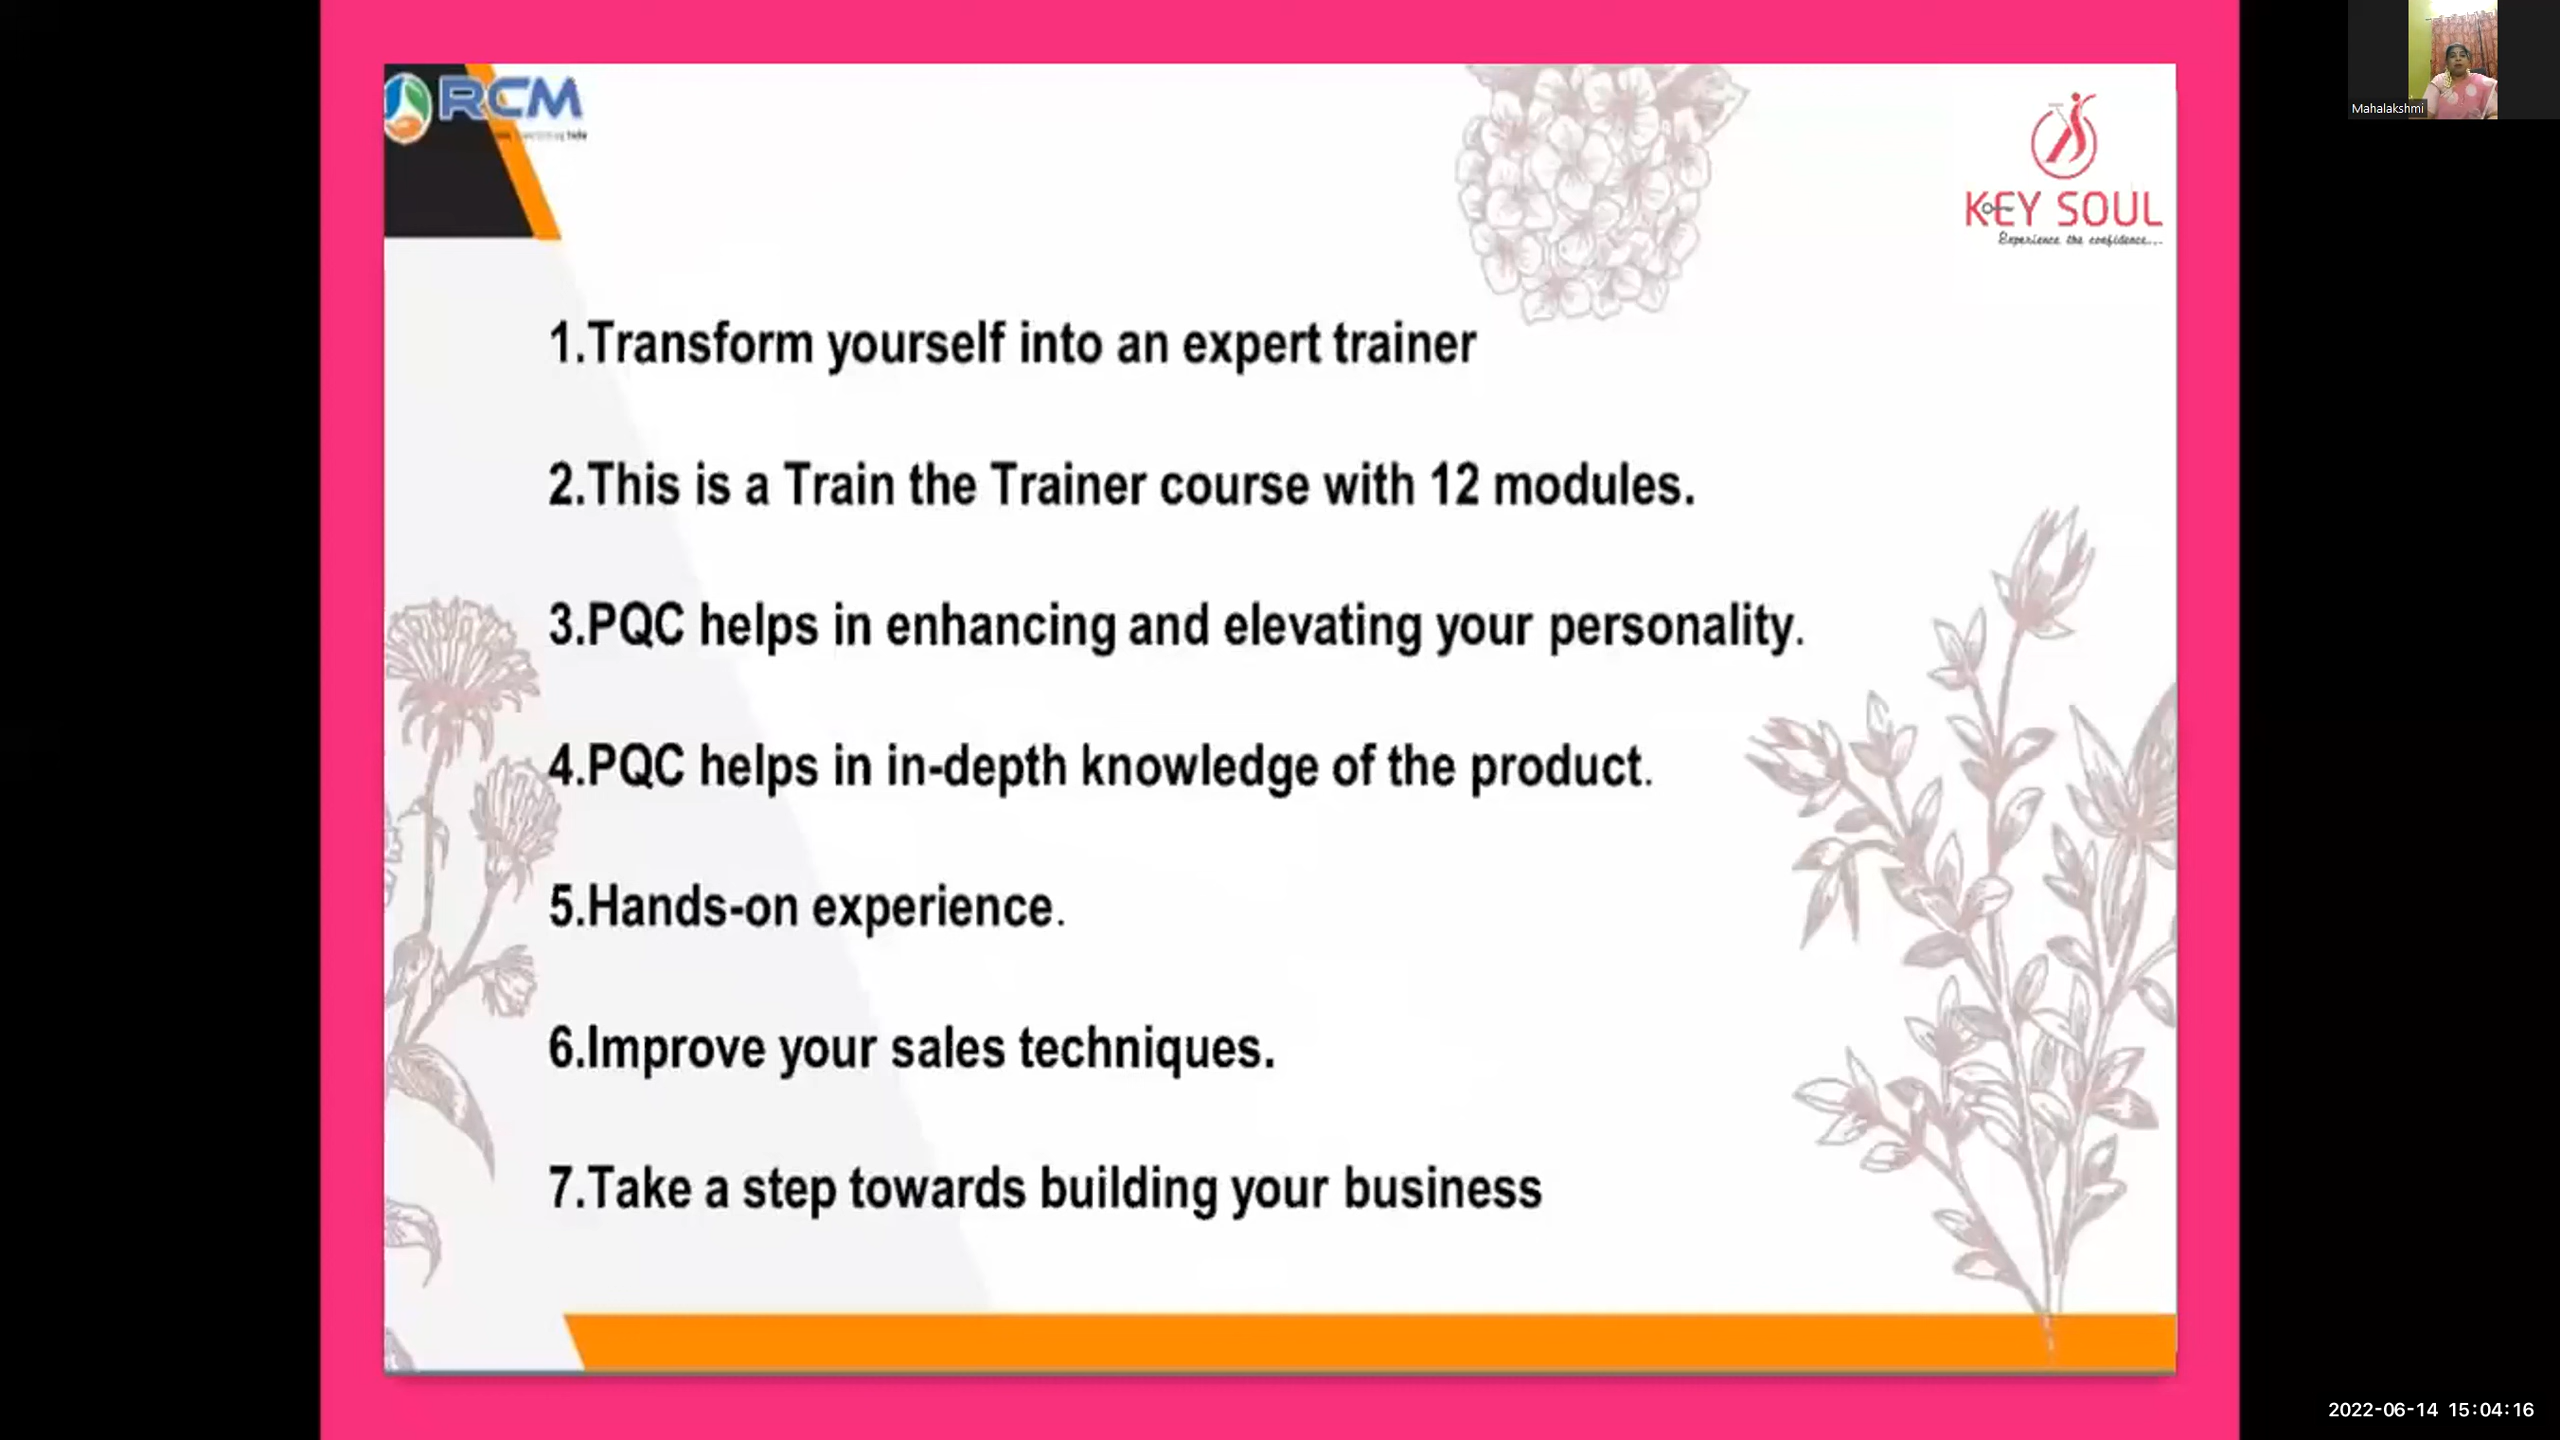 RCM
Mahalakshmi
KEY SOUL
Experience the confidence...
1.Transform yourself into an expert trainer
2.This is a Train the Trainer course with 12 modules.
3.PQC helps in enhancing and elevating your personality.
4.PQC helps in in-depth knowledge of the product.
5.Hands-on experience.
6.Improve your sales techniques.
7.Take a step towards building your business
2022-06-14 15:04:16